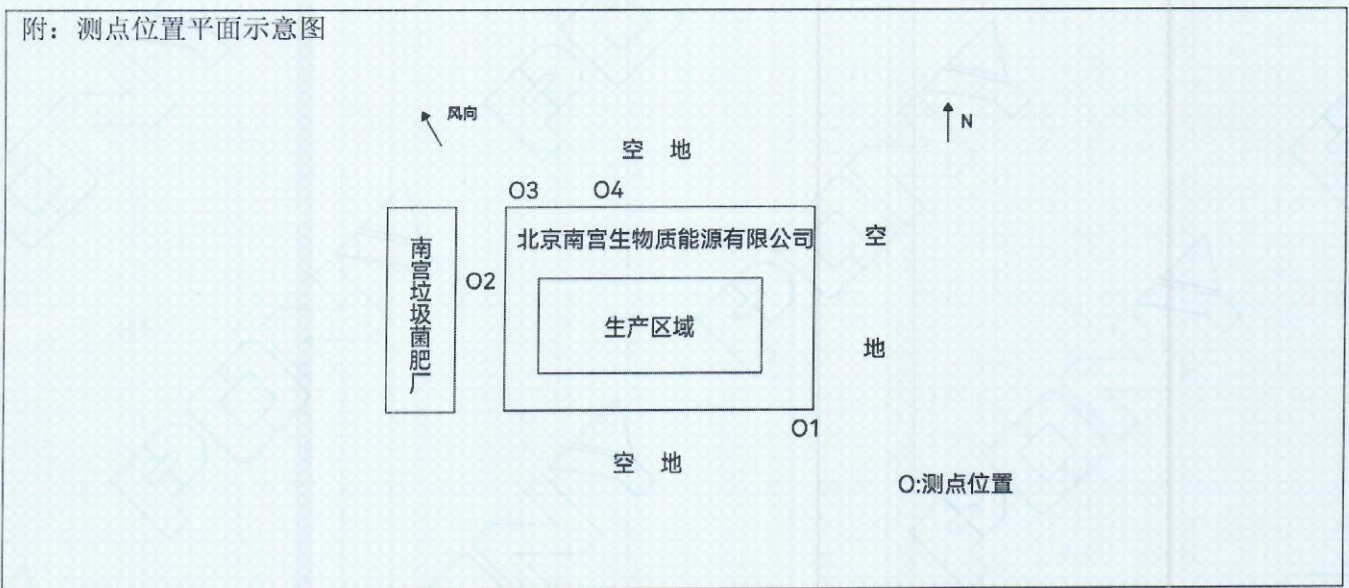 附：测点位置平面示意图
风向
N
空 地
O3
O4
南宫垃圾菌肥厂
O2
北京南宫生物质能源有限公司
生产区域
空
地
O1
空 地
O:测点位置